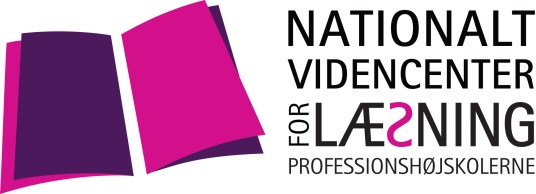 NATIONALT
VIDENCENTER
FOR LÆSNING
PROFESSIONSHØJSKOLERNE